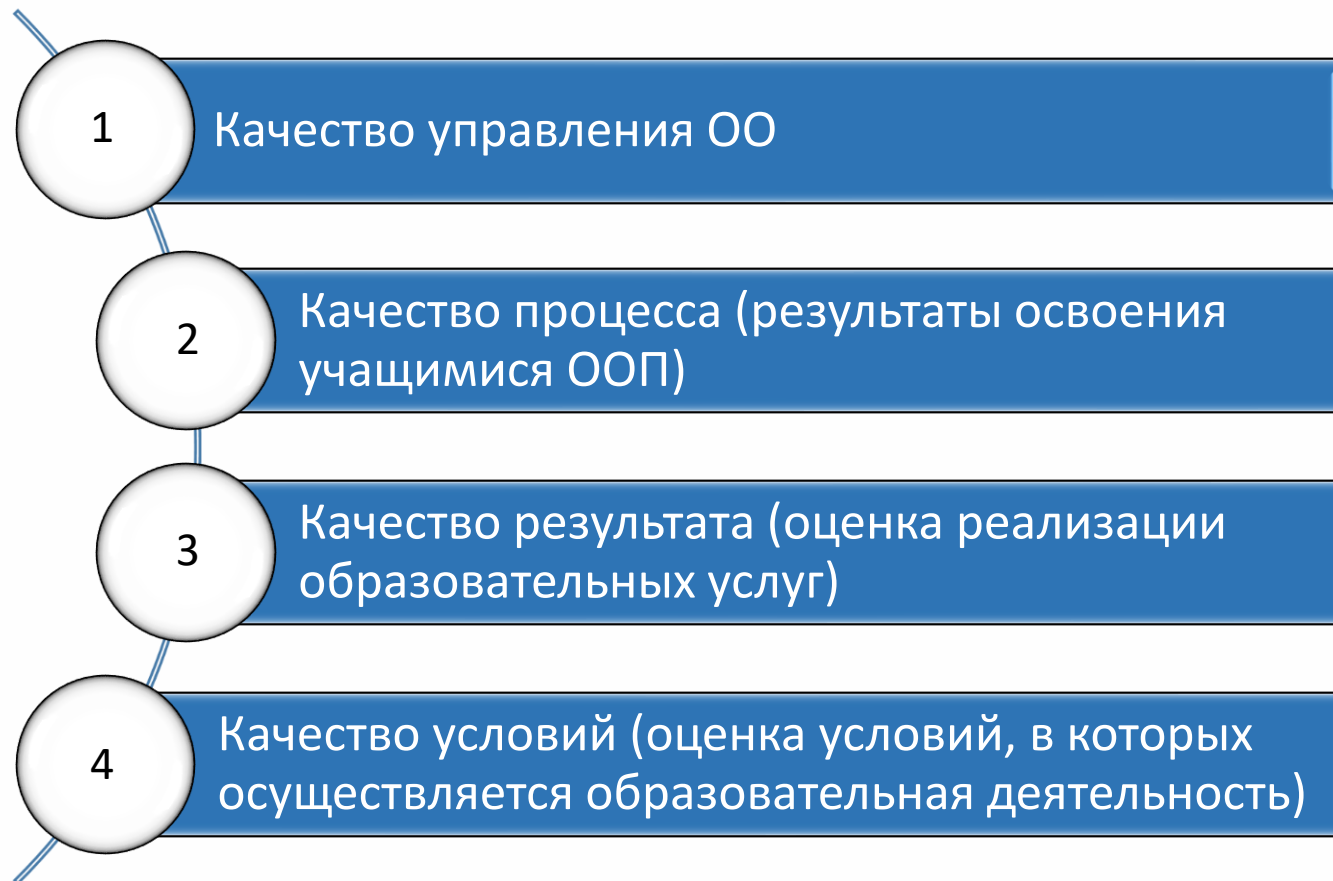 1
Качество управления ОО
2
Качество процесса (результаты освоения
учащимися ООП)
3
Качество результата (оценка реализации
образовательных услуг)
4
Качество условий (оценка условий, в которых
осуществляется образовательная деятельность)